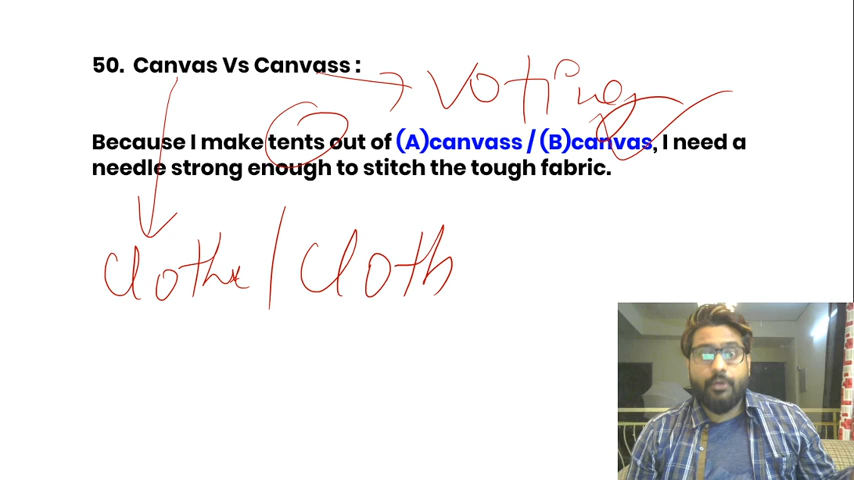 50. Canvas Vs Canvass :
voting
Because I make tents out of (A)canvass / (B)canvas, I need a
needle strong enough to stitch the tough fabric.
clothe / cloth